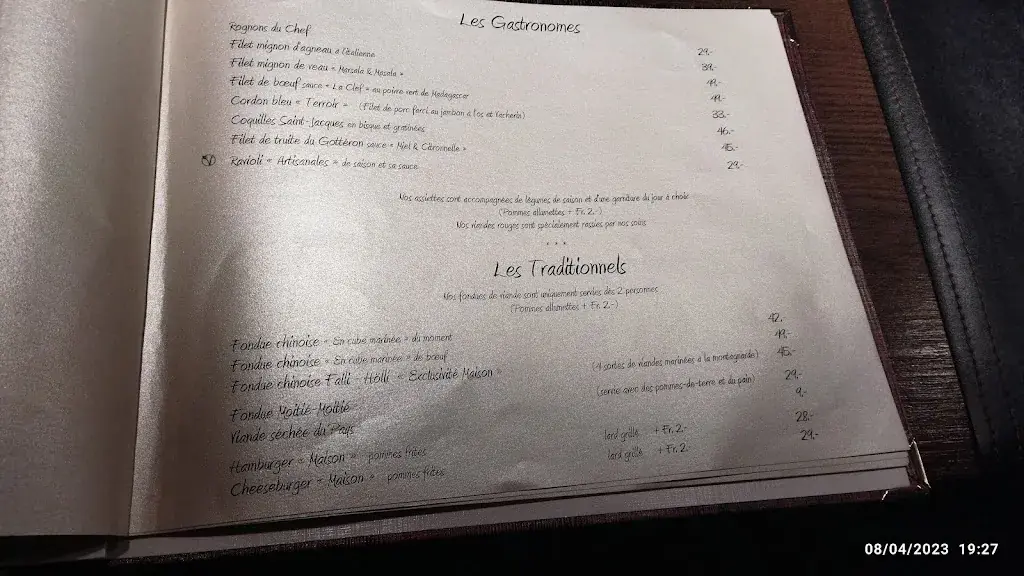 Les Gastronomes
Rognons du Chef 29.-
Filet mignon d'agneau à l'italienne 39.-
Filet mignon de veau « Marsala & Masala » 49.-
Filet de bœuf sauce « La Clef » au poivre vert de Madagascar 49.-
Cordon bleu « Terroir » (Filet de porc farci au jambon à l'os et Vacherin) 33.-
Coquilles Saint-Jacques en bisque et gratinées 46.-
Filet de truite du Gottéron sauce « Miel & Citronnelle » 45.-
Ravioli « Artisanales » de saison et sa sauce 29.-
Nos assiettes sont accompagnées de légumes de saison et d'une garniture du jour à choix
(Pommes allumettes + Fr. 2.-)
Nos viandes rouges sont spécialement rassies par nos soins
* * *
Les Traditionnels
Nos fondues de viande sont uniquement servies dès 2 personnes
(Pommes allumettes + Fr. 2.-)
Fondue chinoise « En cube marinée » du moment 42.-
Fondue chinoise « En cube marinée » de bœuf 49.-
Fondue chinoise Falli - Hölli « Exclusivité Maison » (4 sortes de viandes marinées à la montagnarde) 45.-
Fondue Moitié-Moitié (servie avec des pommes-de-terre et du pain) 29.-
Viande séchée du Pays 9.-
Hamburger « Maison » pommes frites lard grillé + Fr. 2.- 28.-
Cheeseburger « Maison » pommes frites lard grillé + Fr. 2.- 29.-
08/04/2023 19:27